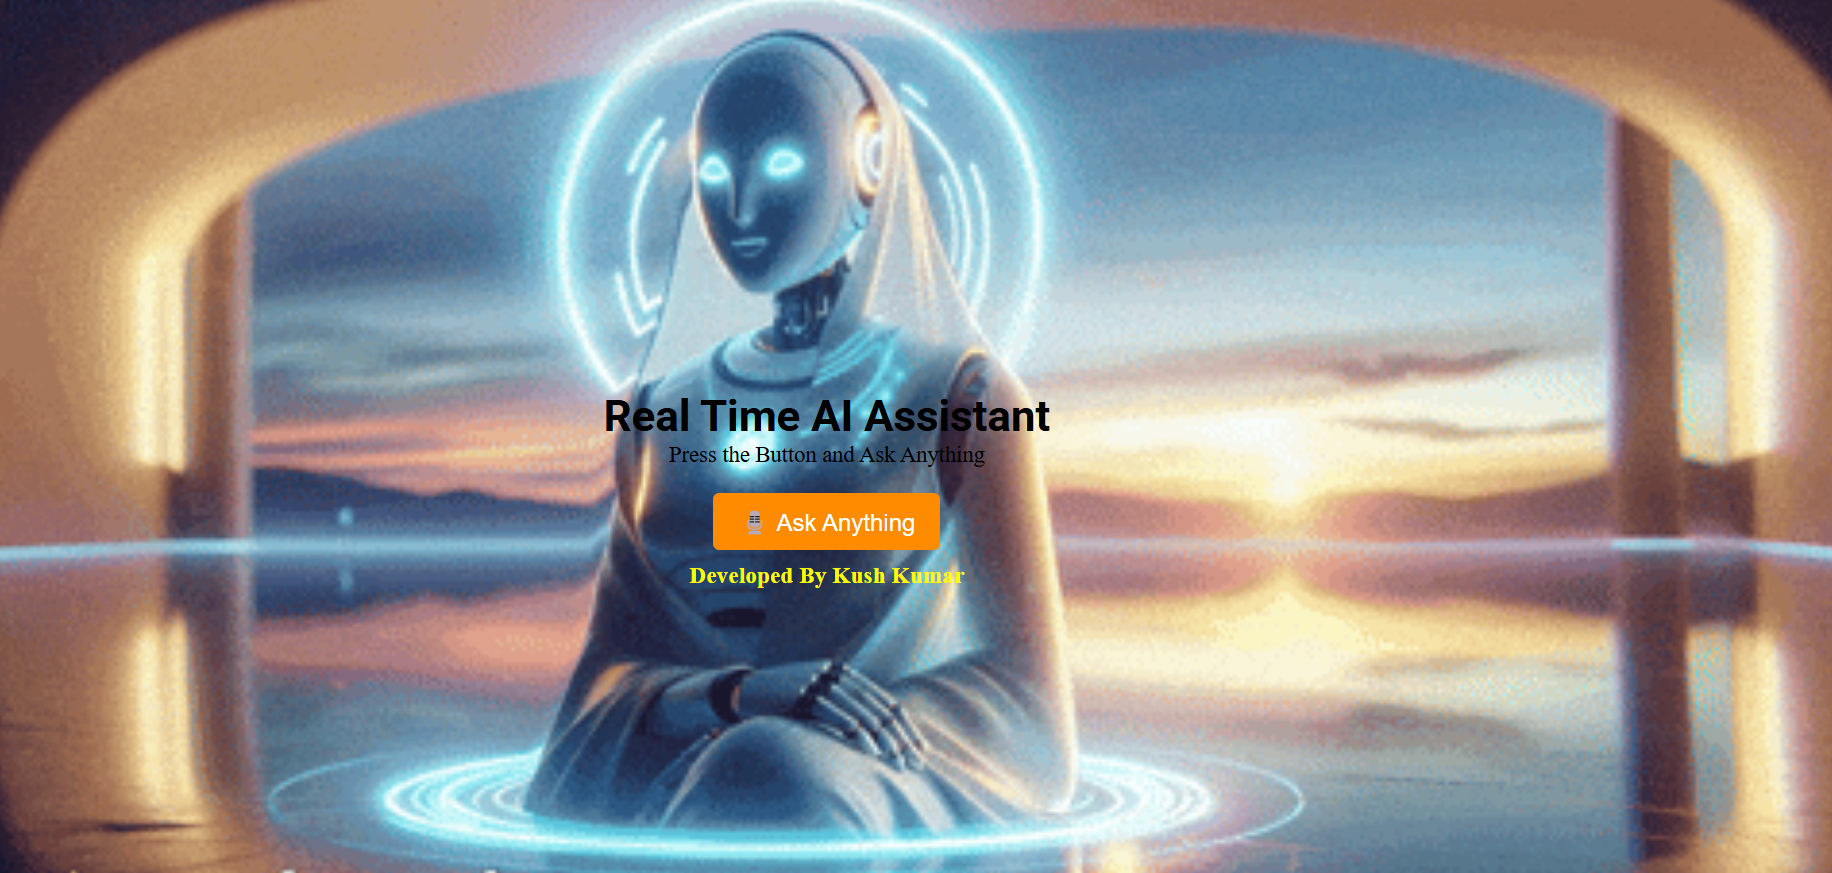 Real Time AI Assistant
Press the Button and Ask Anything
Ask Anything
Developed By Kush Kumar